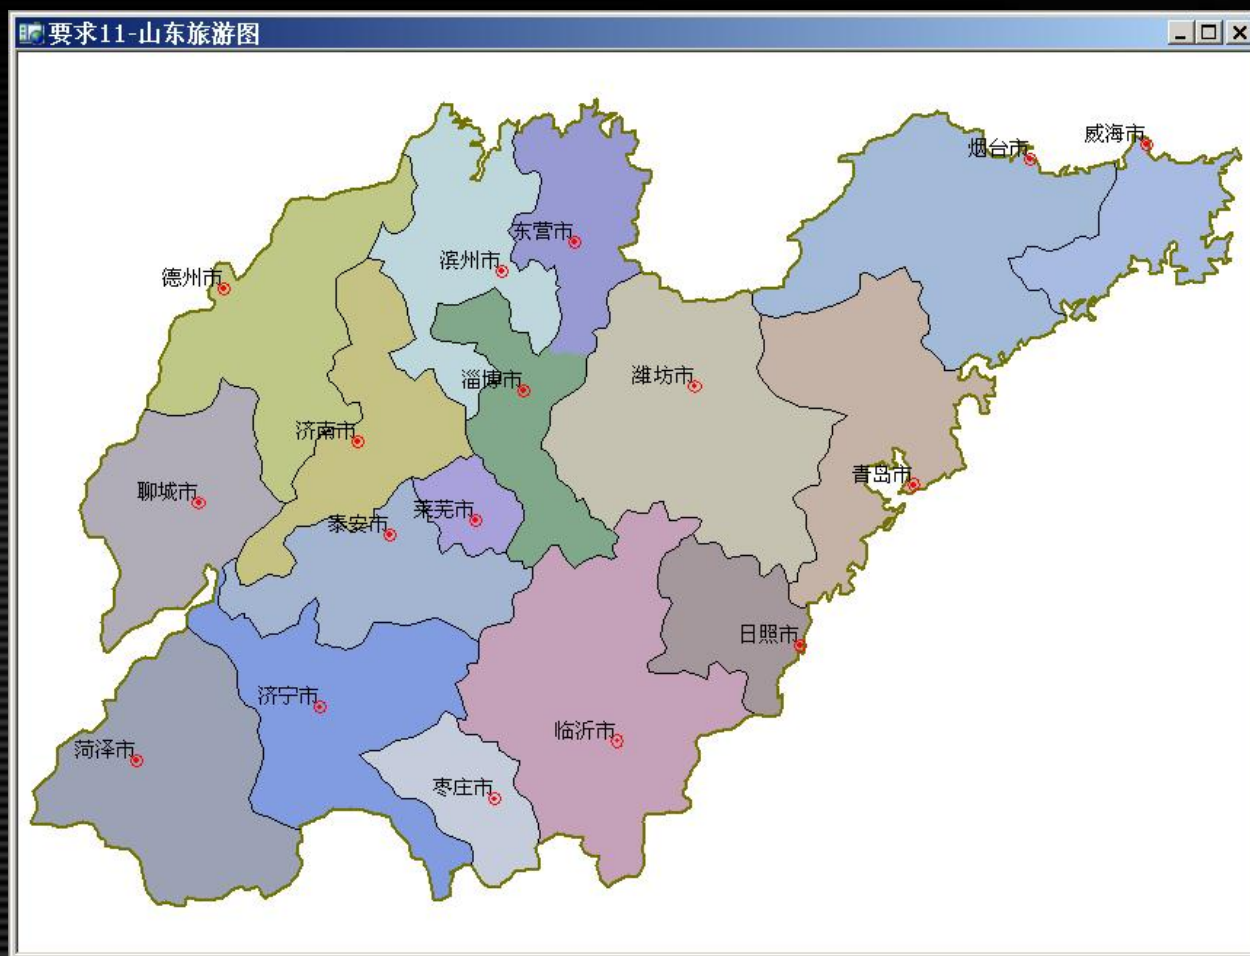 要求11-山东旅游图
威海市
烟台市
东营市
滨州市
德州市
淄博市
潍坊市
济南市
青岛市
聊城市
莱芜市
泰安市
日照市
济宁市
临沂市
菏泽市
枣庄市